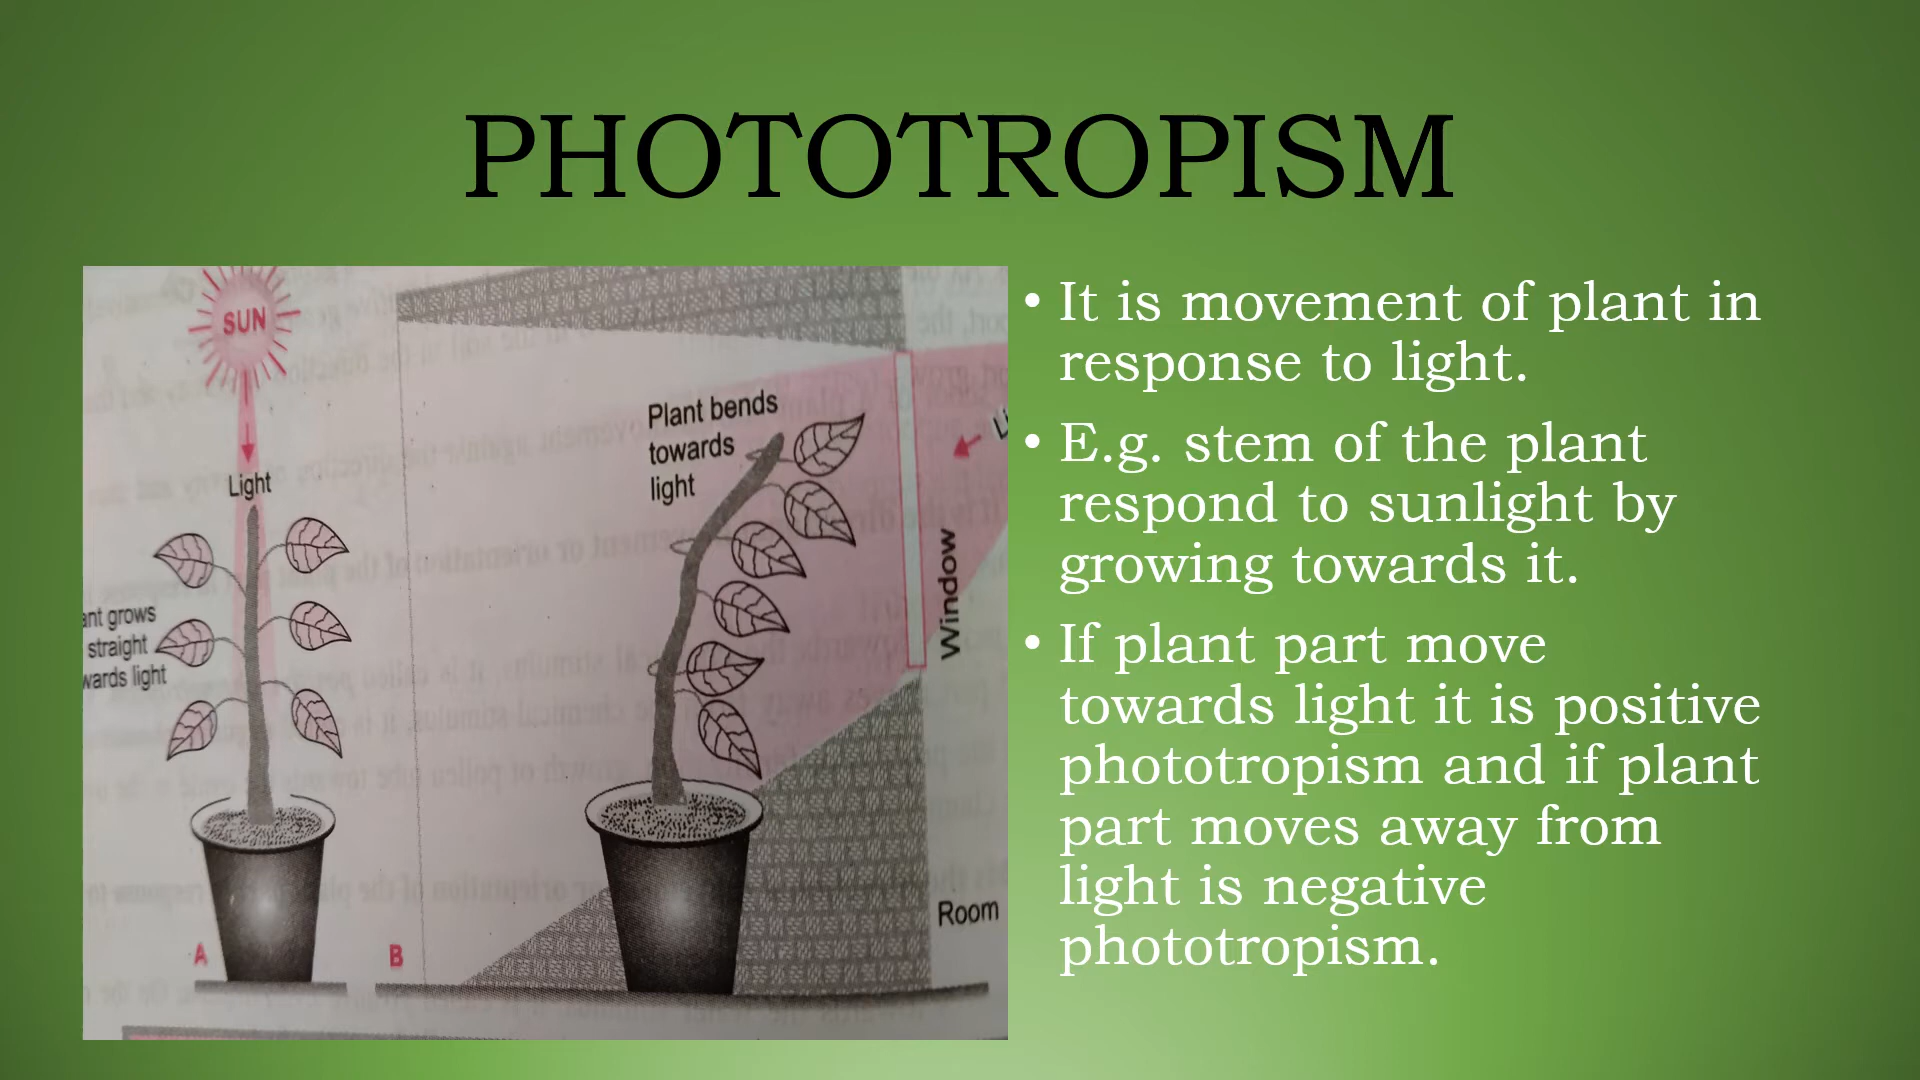 PHOTOTROPISM
SUN
Light
ant grows
straight
wards light
A
Plant bends
towards
light
Window
Room
B
• It is movement of plant in
response to light.
• E.g. stem of the plant
respond to sunlight by
growing towards it.
• If plant part move
towards light it is positive
phototropism and if plant
part moves away from
light is negative
phototropism.